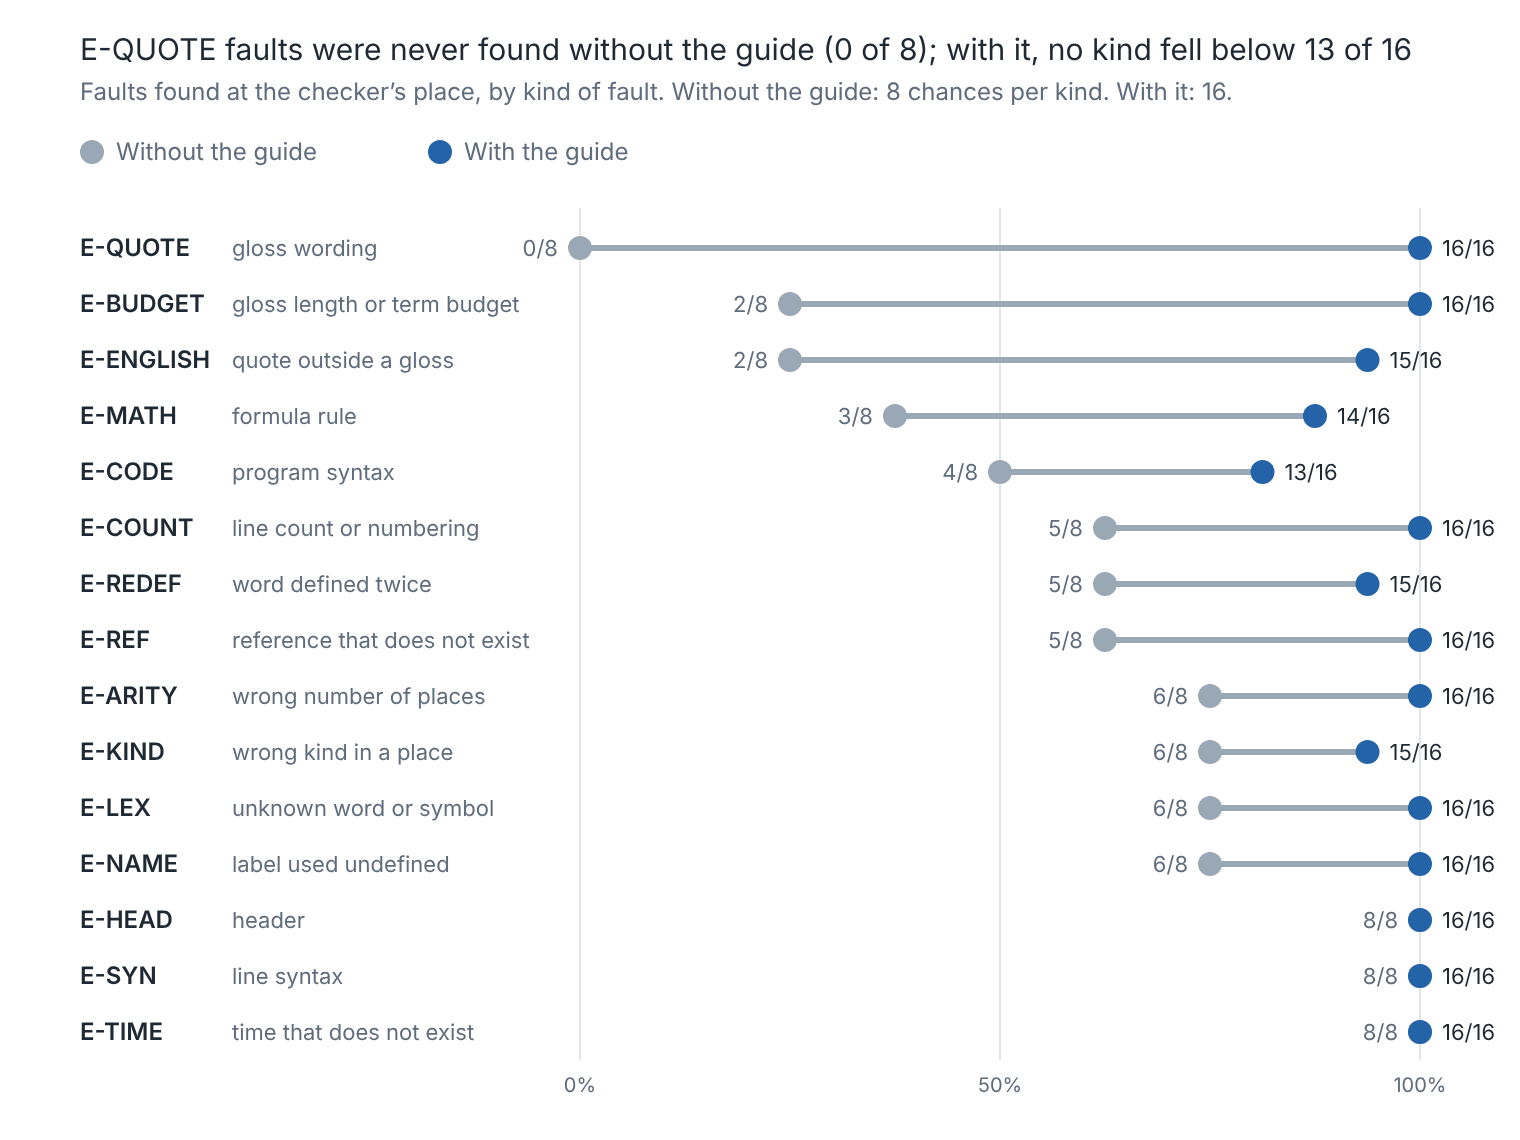 E-QUOTE faults were never found without the guide (0 of 8); with it, no kind fell below 13 of 16
Faults found at the checker’s place, by kind of fault. Without the guide: 8 chances per kind. With it: 16.
Without the guide With the guide
E-QUOTE gloss wording 0/8 16/16
E-BUDGET gloss length or term budget 2/8 16/16
E-ENGLISH quote outside a gloss 2/8 15/16
E-MATH formula rule 3/8 14/16
E-CODE program syntax 4/8 13/16
E-COUNT line count or numbering 5/8 16/16
E-REDEF word defined twice 5/8 15/16
E-REF reference that does not exist 5/8 16/16
E-ARITY wrong number of places 6/8 16/16
E-KIND wrong kind in a place 6/8 15/16
E-LEX unknown word or symbol 6/8 16/16
E-NAME label used undefined 6/8 16/16
E-HEAD header 8/8 16/16
E-SYN line syntax 8/8 16/16
E-TIME time that does not exist 8/8 16/16
0% 50% 100%